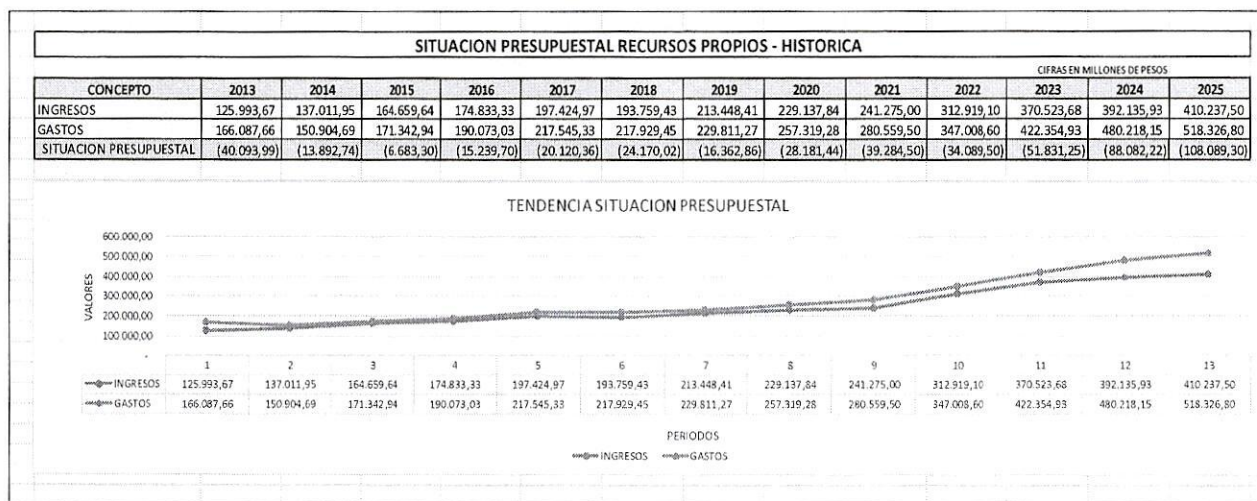 SITUACION PRESUPUESTAL RECURSOS PROPIOS - HISTORICA
CIFRAS EN MILLONES DE PESOS
CONCEPTO 2013 2014 2015 2016 2017 2018 2019 2020 2021 2022 2023 2024 2025
INGRESOS 125.993,67 137.011,95 164.659,64 174.833,33 197.424,97 193.759,43 213.448,41 229.137,84 241.275,00 312.919,10 370.523,68 392.135,93 410.237,50
GASTOS 166.087,66 150.904,69 171.342,94 190.073,03 217.545,33 217.929,45 229.811,27 257.319,28 280.559,50 347.008,60 422.354,93 480.218,15 518.326,80
SITUACION PRESUPUESTAL (40.093,99) (13.892,74) (6.683,30) (15.239,70) (20.120,36) (24.170,02) (16.362,86) (28.181,44) (39.284,50) (34.089,50) (51.831,25) (88.082,22) (108.089,30)
TENDENCIA SITUACION PRESUPUESTAL
VALORES
600.000,00
500.000,00
400.000,00
300.000,00
200.000,00
100.000,00
-
1 2 3 4 5 6 7 8 9 10 11 12 13
INGRESOS 125.993,67 137.011,95 164.659,64 174.833,33 197.424,97 193.759,43 213.448,41 229.137,84 241.275,00 312.919,10 370.523,68 392.135,93 410.237,50
GASTOS 166.087,66 150.904,69 171.342,94 190.073,03 217.545,33 217.929,45 229.811,27 257.319,28 280.559,50 347.008,60 422.354,93 480.218,15 518.326,80
PERIODOS
INGRESOS GASTOS